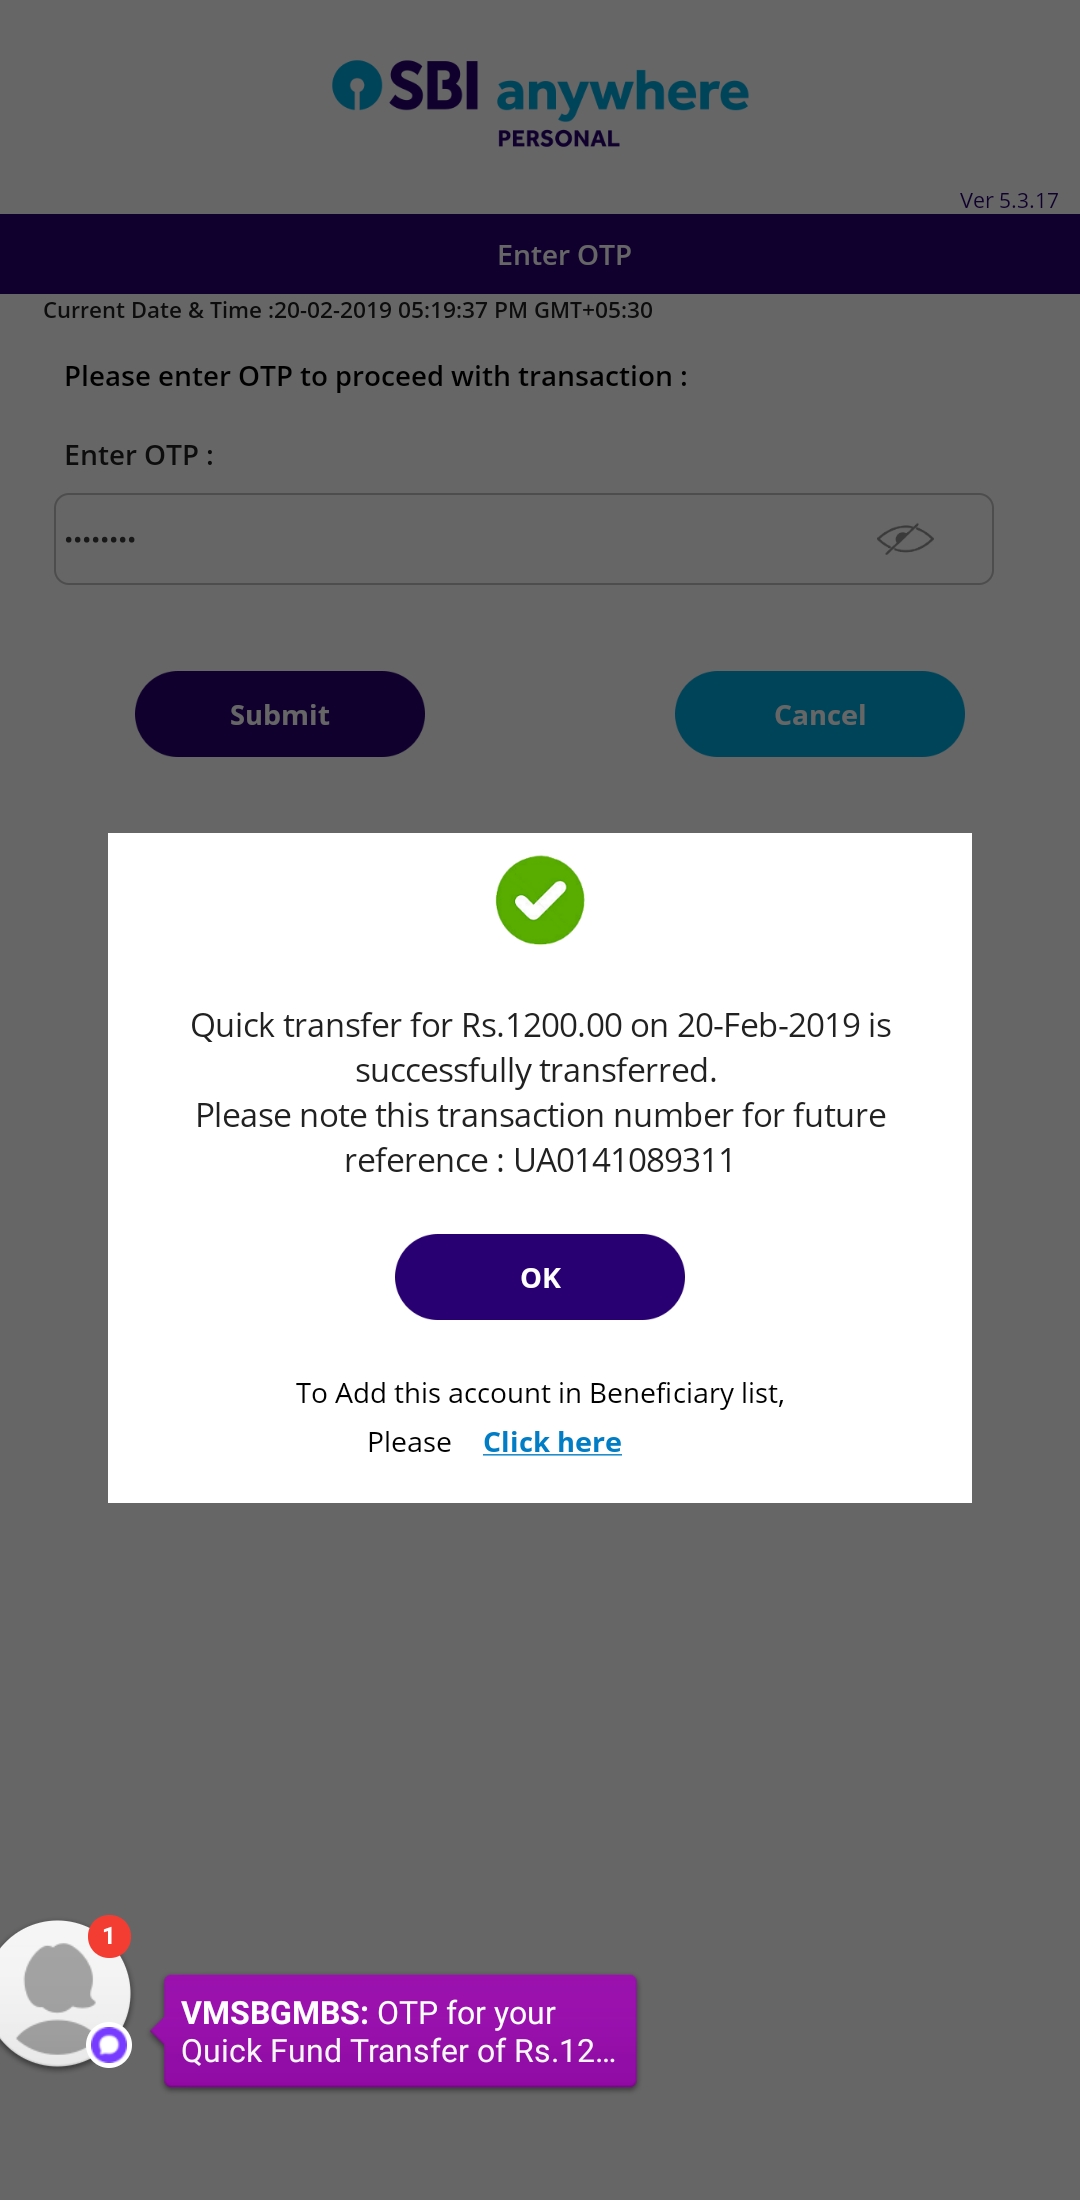 SBI anywhere
PERSONAL
Ver 5.3.17
Enter OTP
Current Date & Time :20-02-2019 05:19:37 PM GMT+05:30
Please enter OTP to proceed with transaction :
Enter OTP :
••••••••
Submit
Cancel
Quick transfer for Rs.1200.00 on 20-Feb-2019 is
successfully transferred.
Please note this transaction number for future
reference : UA0141089311
OK
To Add this account in Beneficiary list,
Please Click here
1
VMSBGMBS: OTP for your
Quick Fund Transfer of Rs.12...